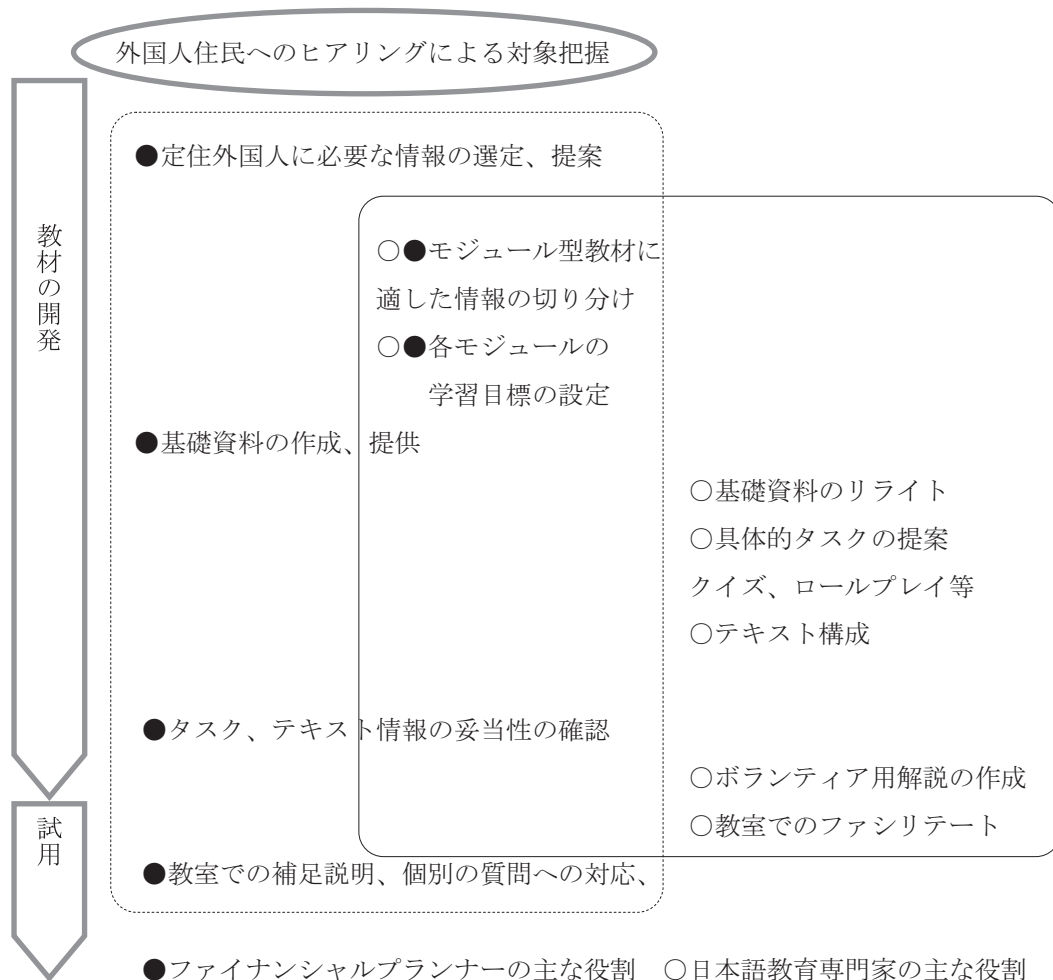 外国人住民へのヒアリングによる対象把握
教材の開発
●定住外国人に必要な情報の選定、提案
○●モジュール型教材に
適した情報の切り分け
○●各モジュールの
学習目標の設定
●基礎資料の作成、提供
○基礎資料のリライト
○具体的タスクの提案
クイズ、ロールプレイ等
○テキスト構成
●タスク、テキスト情報の妥当性の確認
○ボランティア用解説の作成
試用
○教室でのファシリテート
●教室での補足説明、個別の質問への対応、
●ファイナンシャルプランナーの主な役割　○日本語教育専門家の主な役割